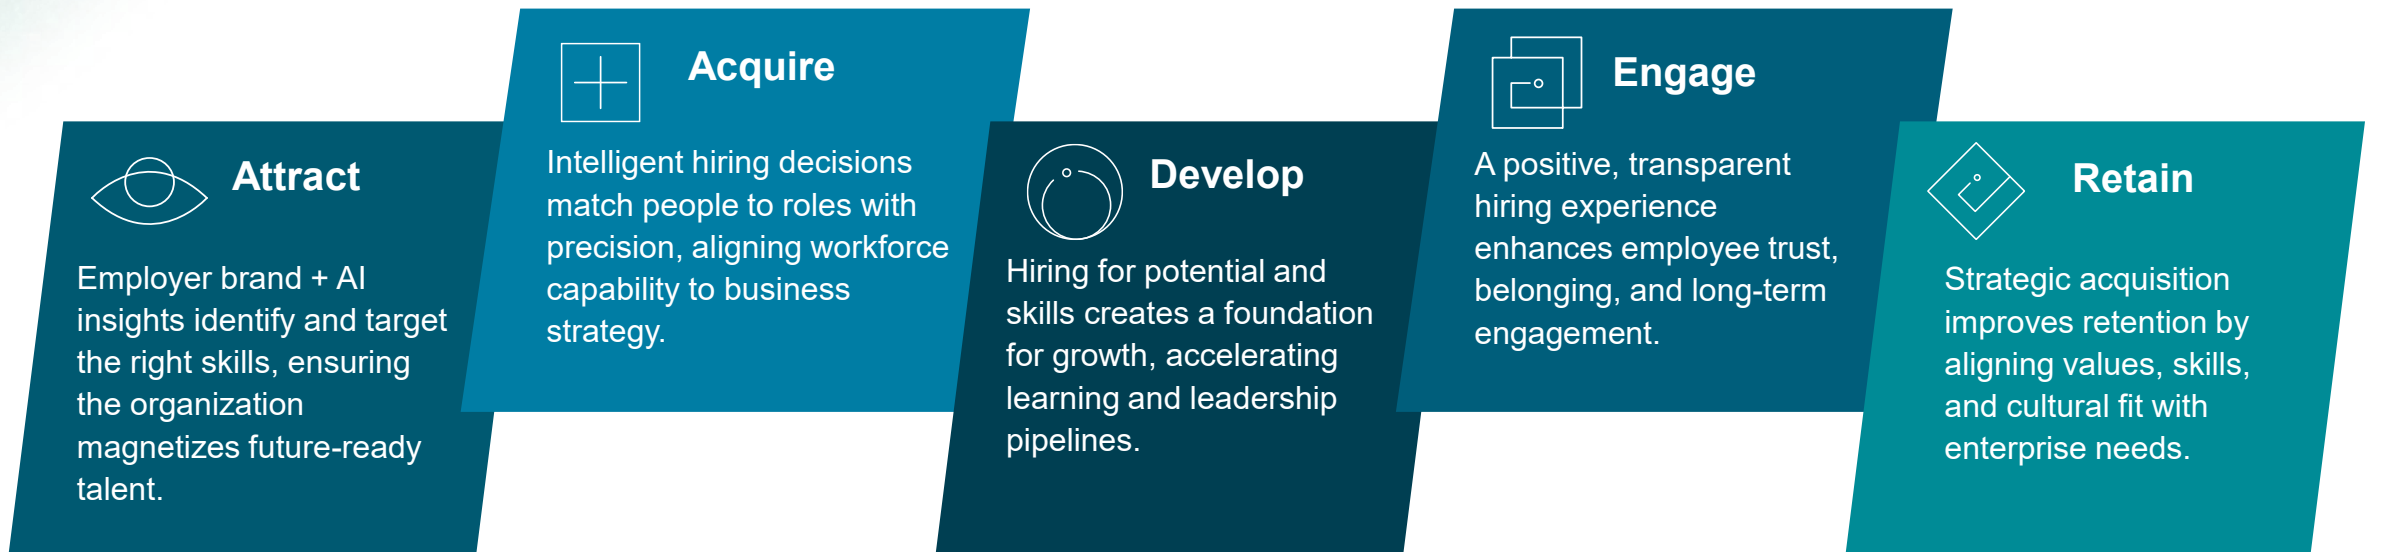 Attract
Employer brand + AI
insights identify and target
the right skills, ensuring
the organization
magnetizes future-ready
talent.
Acquire
Intelligent hiring decisions
match people to roles with
precision, aligning workforce
capability to business
strategy.
Develop
Hiring for potential and
skills creates a foundation
for growth, accelerating
learning and leadership
pipelines.
Engage
A positive, transparent
hiring experience
enhances employee trust,
belonging, and long-term
engagement.
Retain
Strategic acquisition
improves retention by
aligning values, skills,
and cultural fit with
enterprise needs.